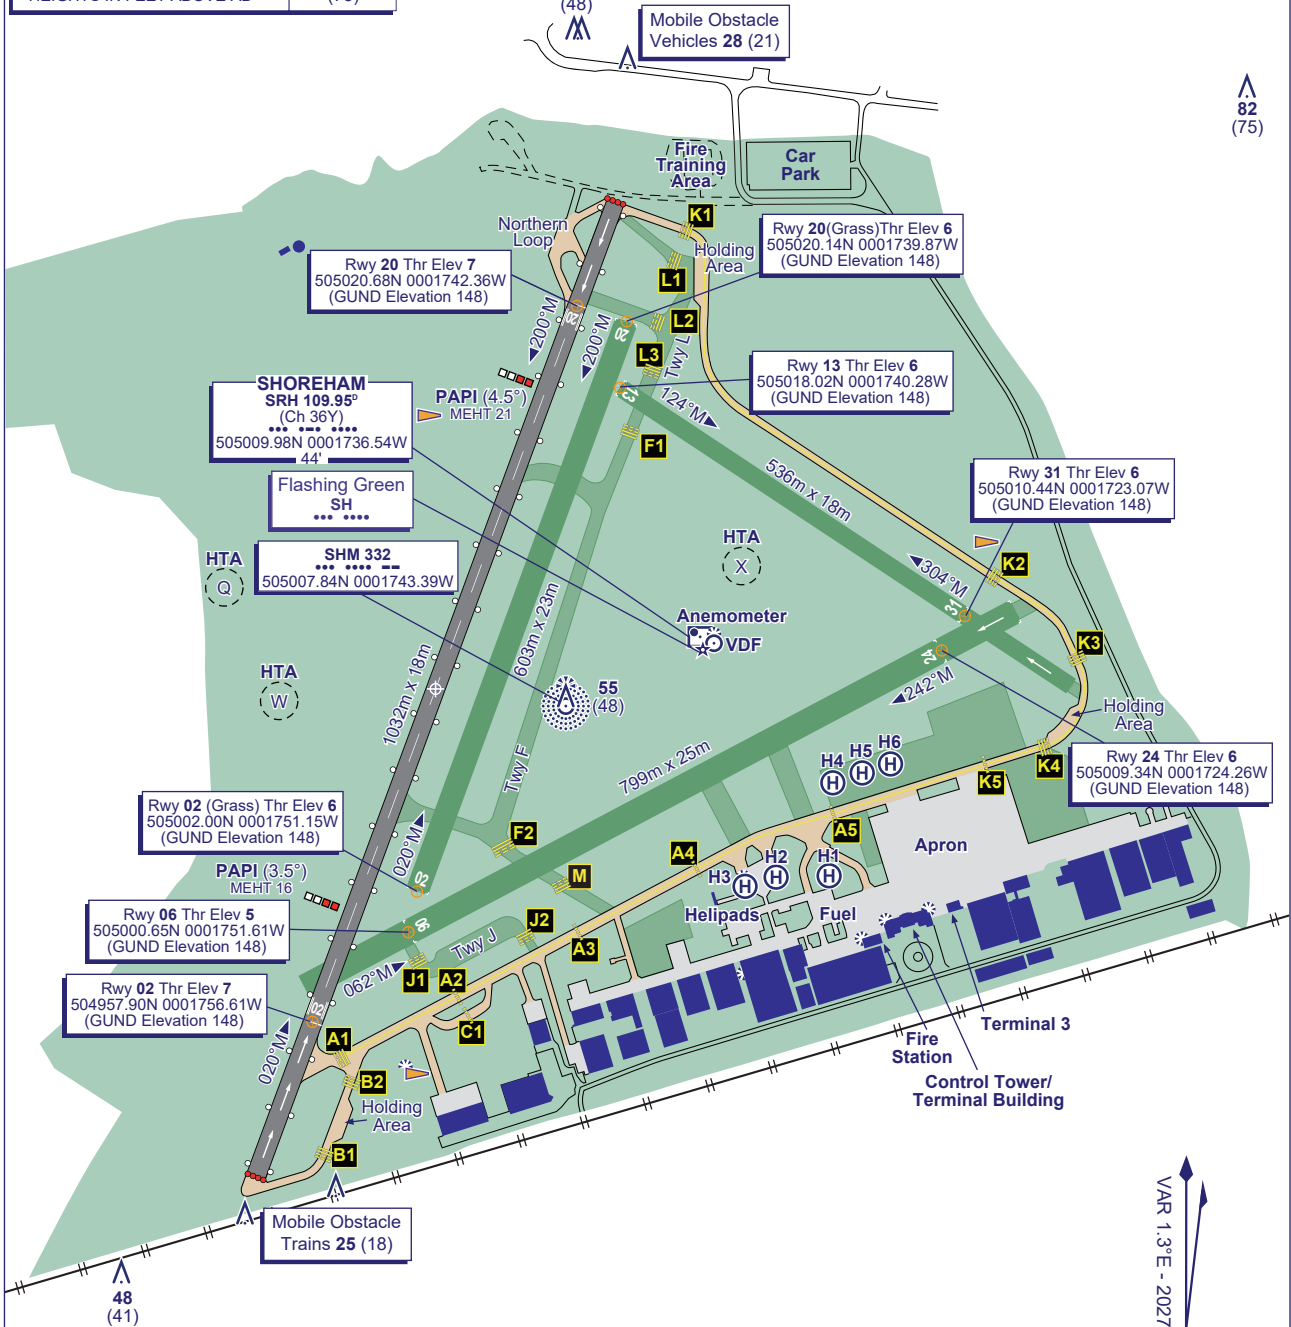 (48)
Mobile Obstacle
Vehicles 28 (21)
82
(75)
Fire
Training
Area
Car
Park
Northern
Loop
K1
Holding
Area
L1
Rwy 20(Grass)Thr Elev 6
505020.14N 0001739.87W
(GUND Elevation 148)
Rwy 20 Thr Elev 7
505020.68N 0001742.36W
(GUND Elevation 148)
20
20
200°M
200°M
L2
L3
Twy L
Rwy 13 Thr Elev 6
505018.02N 0001740.28W
(GUND Elevation 148)
13
124°M
SHOREHAM
SRH 109.95D
(Ch 36Y)
••• •–• ••••
505009.98N 0001736.54W
44'
PAPI (4.5°)
MEHT 21
F1
536m x 18m
Flashing Green
SH
••• ••••
Rwy 31 Thr Elev 6
505010.44N 0001723.07W
(GUND Elevation 148)
SHM 332
••• •••• ––
505007.84N 0001743.39W
HTA
Q
HTA
X
K2
304°M
31
603m x 23m
Anemometer
VDF
K3
24
242°M
HTA
W
1032m x 18m
55
(48)
Holding
Area
K4
Rwy 24 Thr Elev 6
505009.34N 0001724.26W
(GUND Elevation 148)
Twy F
799m x 25m
H4
H
H5
H
H6
H
K5
Rwy 02 (Grass) Thr Elev 6
505002.00N 0001751.15W
(GUND Elevation 148)
020°M
02
F2
A5
A4
Apron
PAPI (3.5°)
MEHT 16
M
H3
H
H2
H
H1
H
Helipads
Fuel
Rwy 06 Thr Elev 5
505000.65N 0001751.61W
(GUND Elevation 148)
06
062°M
Twy J
J2
J1
A3
A2
Rwy 02 Thr Elev 7
504957.90N 0001756.61W
(GUND Elevation 148)
02
020°M
C1
A1
B2
Holding
Area
B1
Terminal 3
Fire
Station
Control Tower/
Terminal Building
Mobile Obstacle
Trains 25 (18)
48
(41)
VAR 1.3°E - 2027